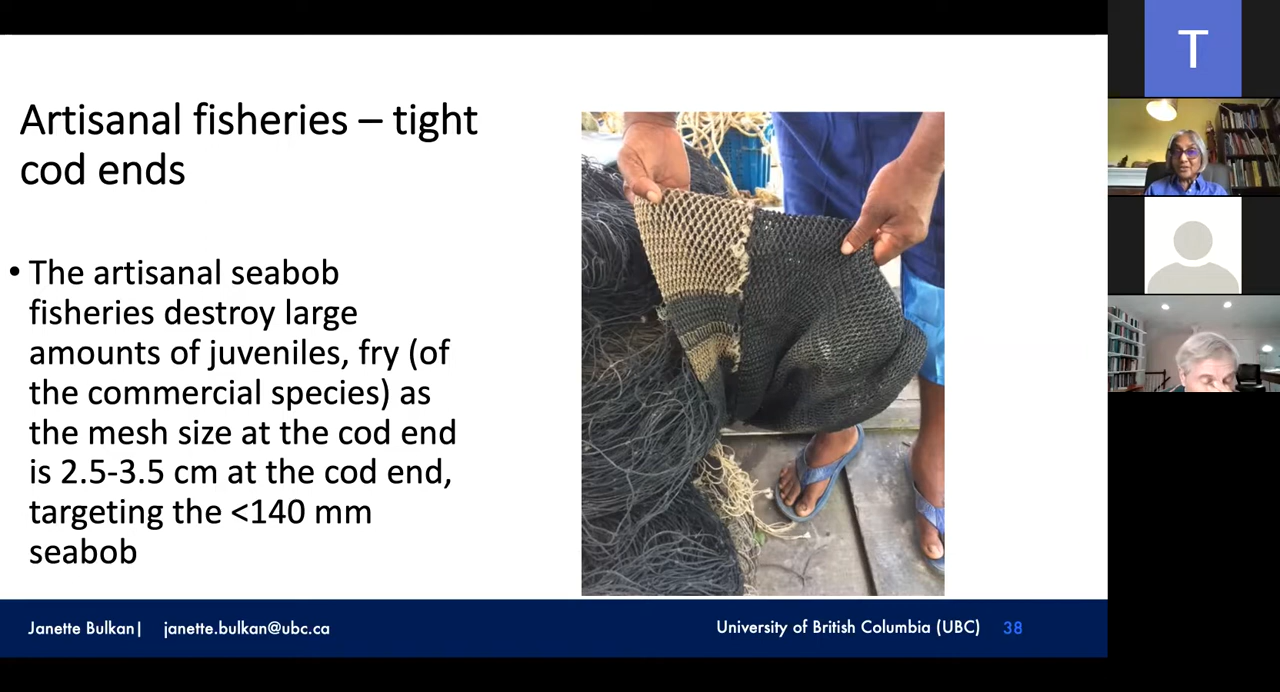 Artisanal fisheries – tight
cod ends
• The artisanal seabob
fisheries destroy large
amounts of juveniles, fry (of
the commercial species) as
the mesh size at the cod end
is 2.5-3.5 cm at the cod end,
targeting the <140 mm
seabob
Janette Bulkan| janette.bulkan@ubc.ca
University of British Columbia (UBC) 38
T